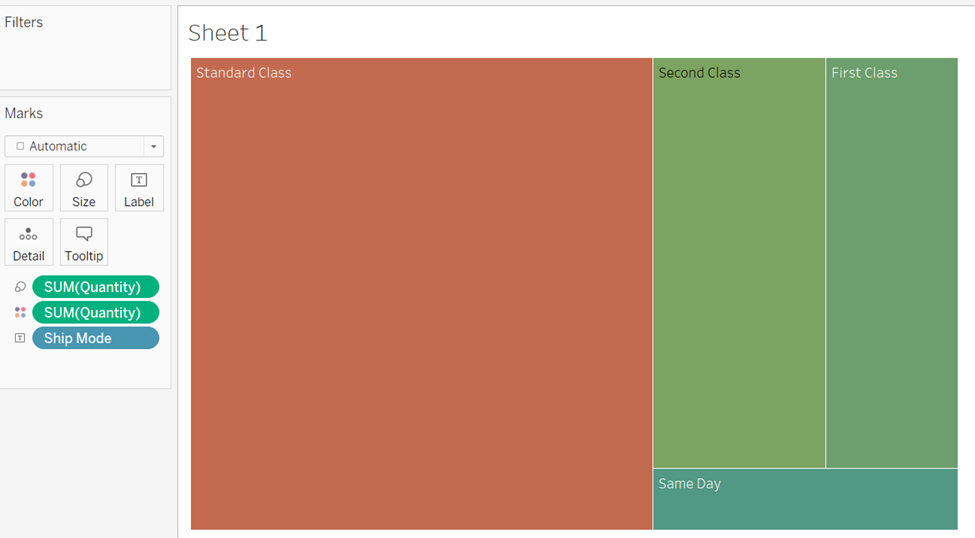 Filters
Marks
Automatic
Color
Size
Label
Detail
Tooltip
SUM(Quantity)
SUM(Quantity)
Ship Mode
Sheet 1
Standard Class
Second Class
First Class
Same Day